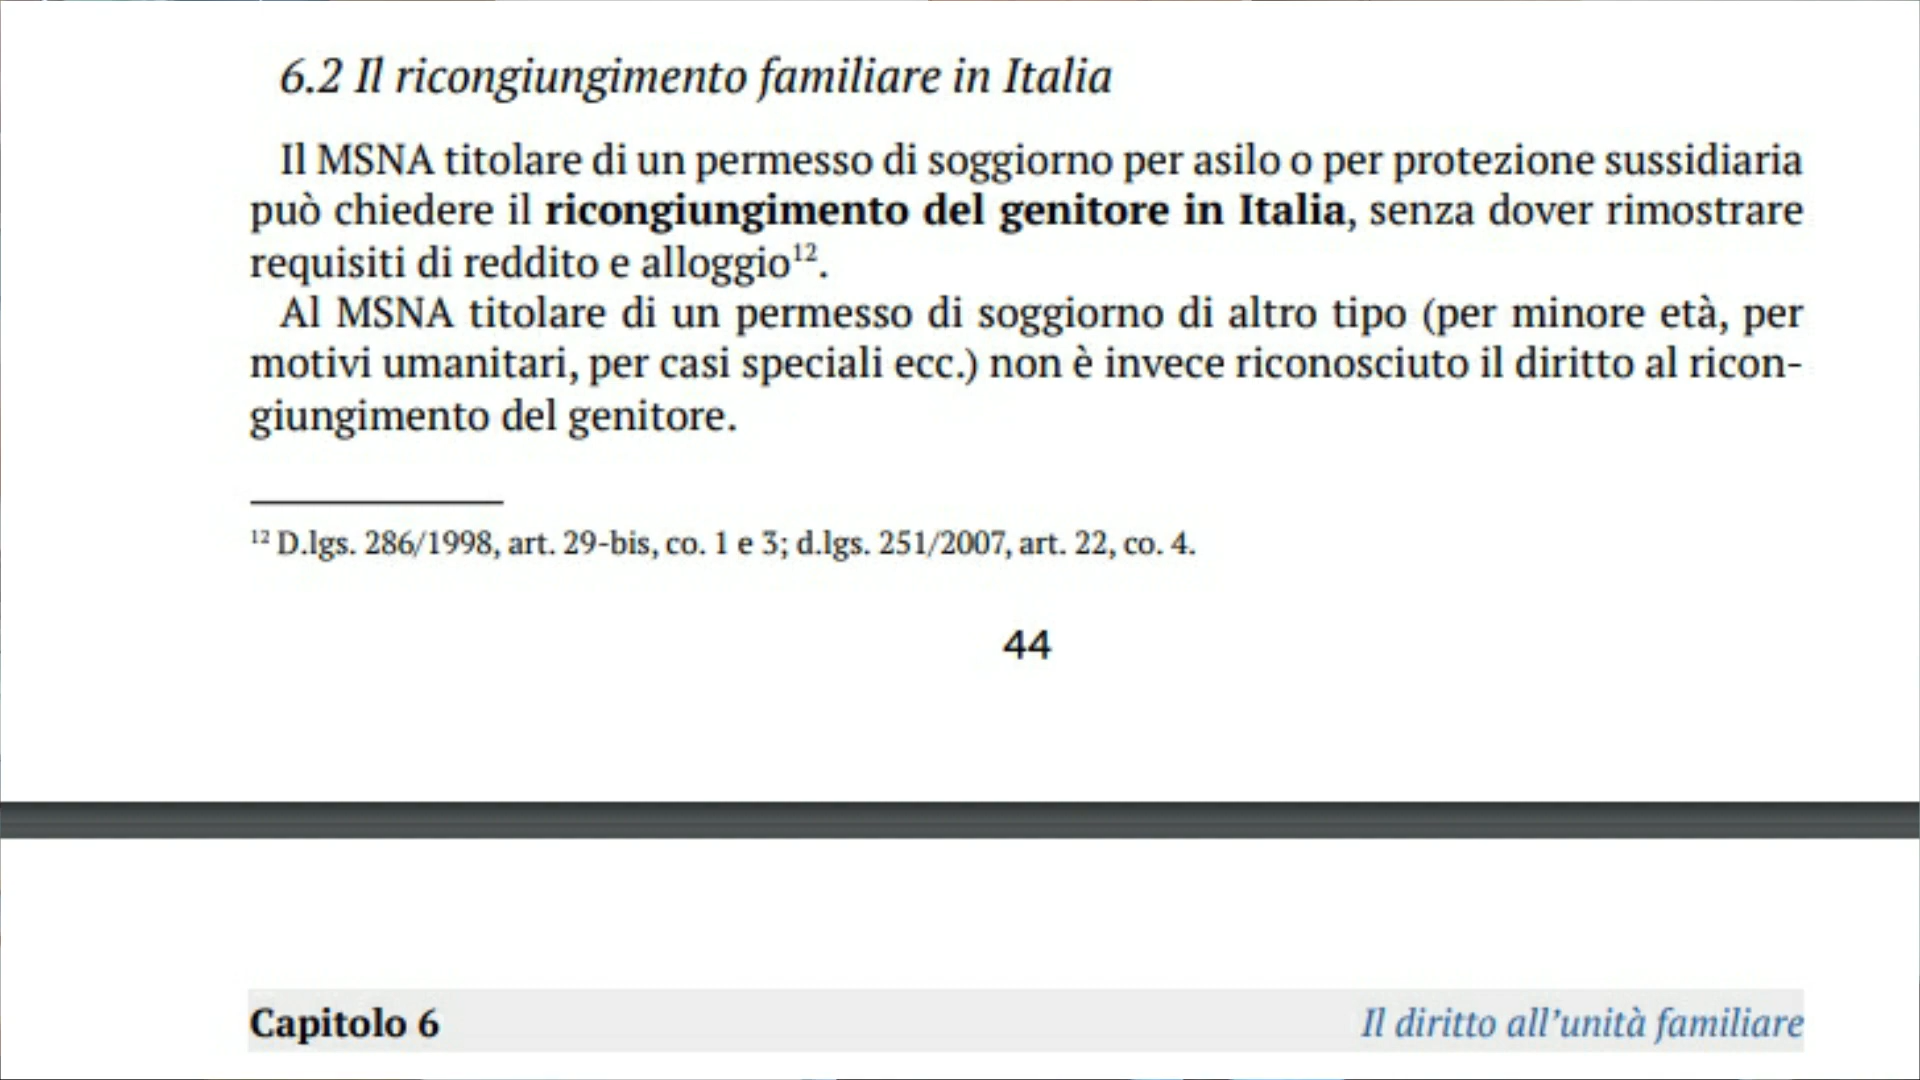 6.2 Il ricongiungimento familiare in Italia
Il MSNA titolare di un permesso di soggiorno per asilo o per protezione sussidiaria
può chiedere il ricongiungimento del genitore in Italia, senza dover rimostrare
requisiti di reddito e alloggio¹².
Al MSNA titolare di un permesso di soggiorno di altro tipo (per minore età, per
motivi umanitari, per casi speciali ecc.) non è invece riconosciuto il diritto al ricon-
giungimento del genitore.
¹² D.lgs. 286/1998, art. 29-bis, co. 1 e 3; d.lgs. 251/2007, art. 22, co. 4.
44
Capitolo 6 Il diritto all’unità familiare